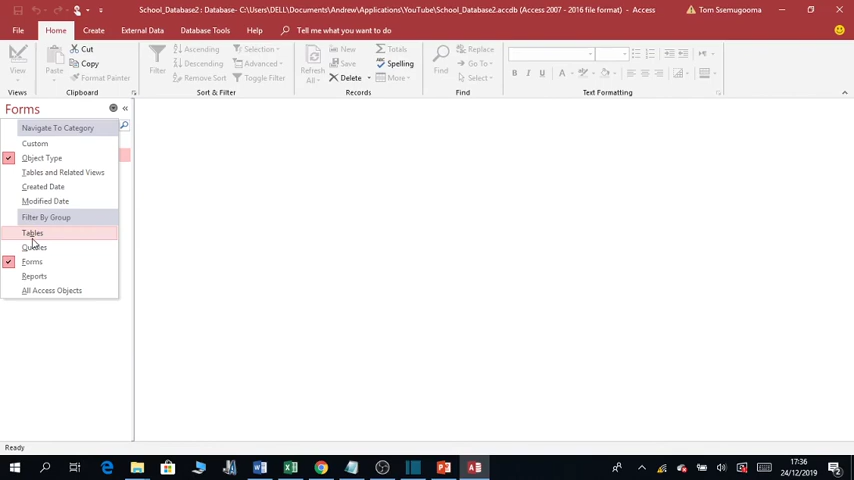 School_Database2 : Database- C:\Users\DELL\Documents\Andrew\Applications\YouTube\School_Database2.accdb (Access 2007 - 2016 file format) - Access
Tom Ssemugooma
File Home Create External Data Database Tools Help Tell me what you want to do
View
Views
Paste
Cut
Copy
Format Painter
Clipboard
Filter
Ascending
Descending
Remove Sort
Selection
Advanced
Toggle Filter
Sort & Filter
Refresh All
New
Save
Delete
Totals
Spelling
More
Records
Find
Replace
Go To
Select
Find
B I U
A
Text Formatting
Forms
Navigate To Category
Custom
Object Type
Tables and Related Views
Created Date
Modified Date
Filter By Group
Tables
Queries
Forms
Reports
All Access Objects
Ready
17:36
24/12/2019
2